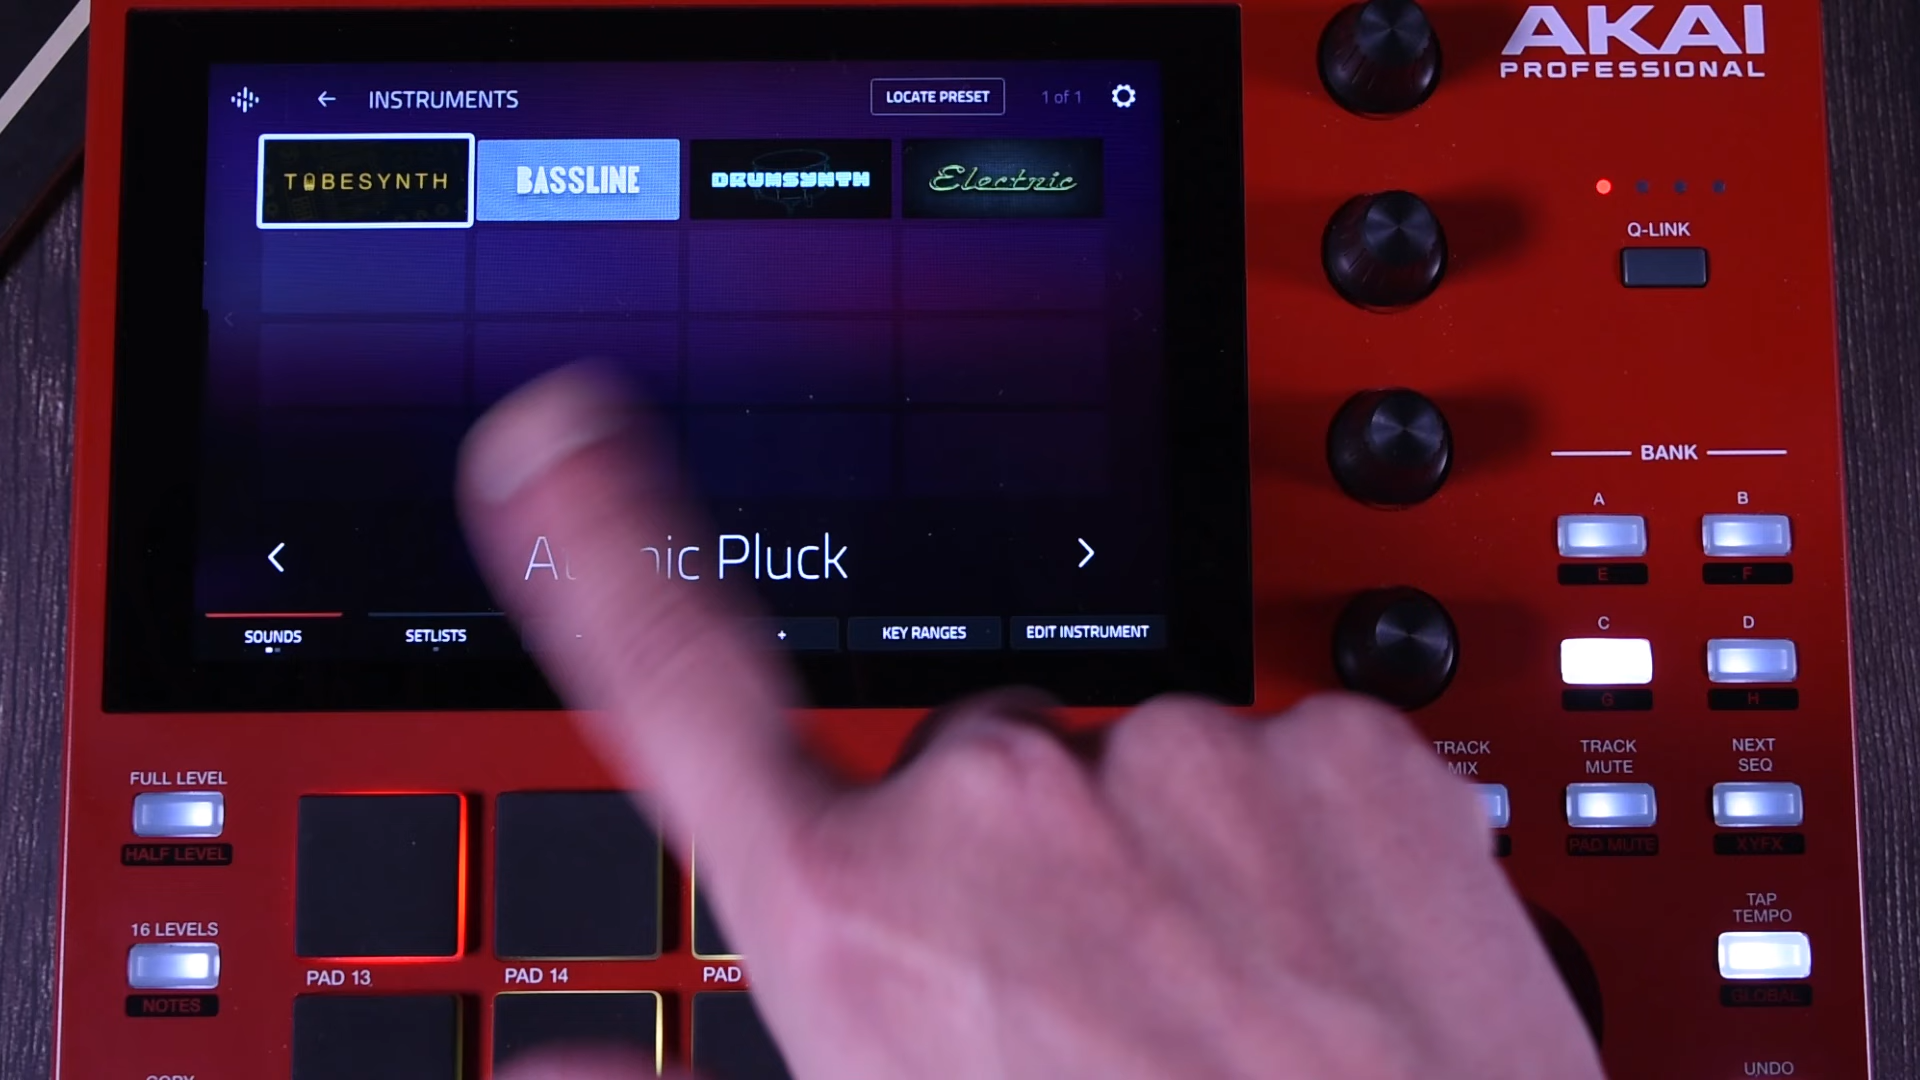 AKAI
PROFESSIONAL
INSTRUMENTS
LOCATE PRESET
1 of 1
TUBESYNTH
BASSLINE
DRUMSYNTH
Electric
Pluck
SOUNDS
SETLISTS
-
+
KEY RANGES
EDIT INSTRUMENT
Q-LINK
BANK
A
B
E
F
C
D
G
H
TRACK
MIX
TRACK
MUTE
NEXT
SEQ
PAD MUTE
XYFX
FULL LEVEL
HALF LEVEL
16 LEVELS
NOTES
PAD 13
PAD 14
PAD
TAP
TEMPO
GLOBAL
UNDO
COPY